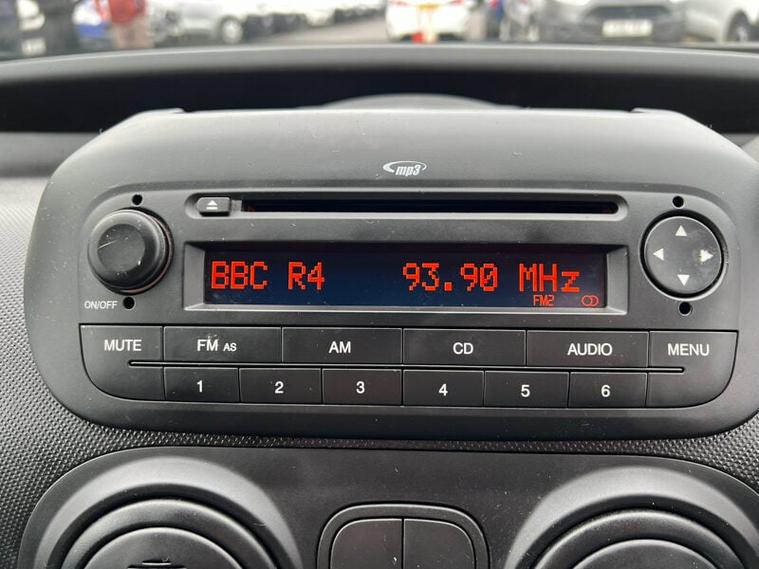 mp3
BBC R4 93.90 MHz
FM2
ON/OFF
MUTE FM AS AM CD AUDIO MENU
1 2 3 4 5 6